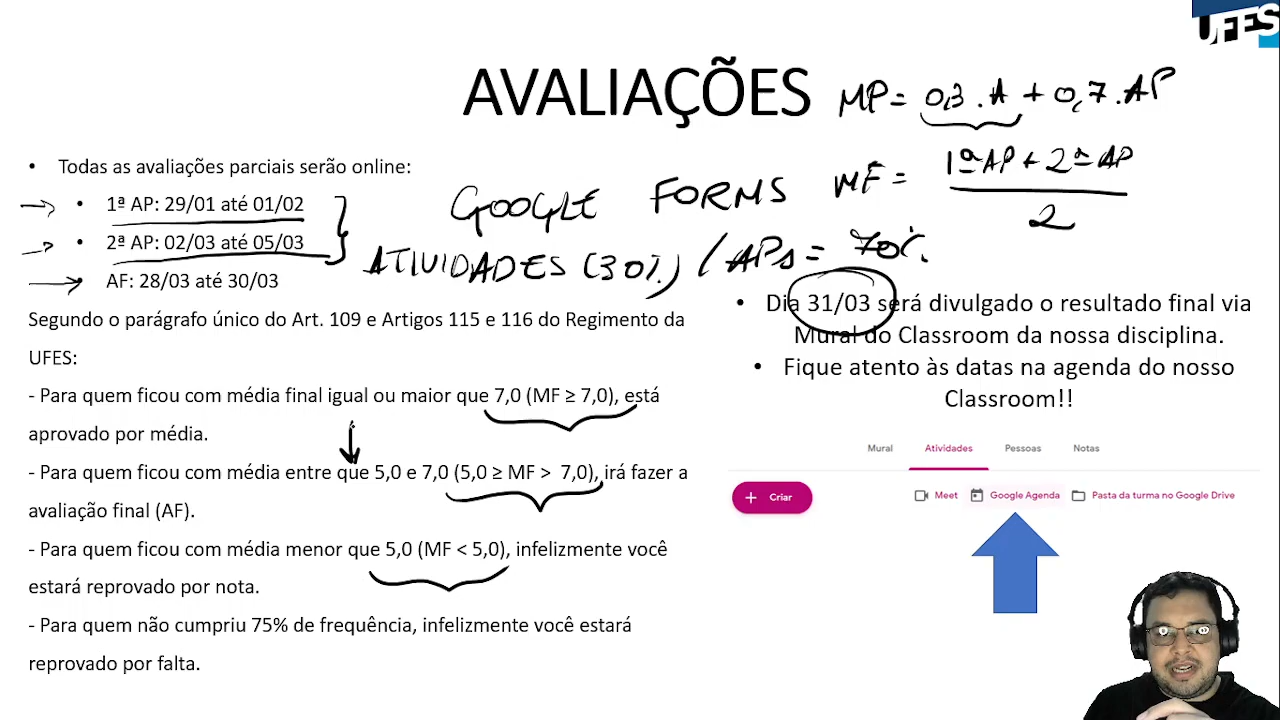 UFES
AVALIAÇÕES
MP = 0,3 . A + 0,7 . AP
MF = 1ª AP + 2ª AP
2
• Todas as avaliações parciais serão online:
• 1ª AP: 29/01 até 01/02
• 2ª AP: 02/03 até 05/03
AF: 28/03 até 30/03
GOOGLE FORMS
ATIVIDADES (30%) / APs = 70%
Segundo o parágrafo único do Art. 109 e Artigos 115 e 116 do Regimento da
UFES:
- Para quem ficou com média final igual ou maior que 7,0 (MF ≥ 7,0), está
aprovado por média.
- Para quem ficou com média entre que 5,0 e 7,0 (5,0 ≥ MF > 7,0), irá fazer a
avaliação final (AF).
- Para quem ficou com média menor que 5,0 (MF < 5,0), infelizmente você
estará reprovado por nota.
- Para quem não cumpriu 75% de frequência, infelizmente você estará
reprovado por falta.
• Dia 31/03 será divulgado o resultado final via
Mural do Classroom da nossa disciplina.
• Fique atento às datas na agenda do nosso
Classroom!!
Mural Atividades Pessoas Notas
+ Criar Meet Google Agenda Pasta da turma no Google Drive